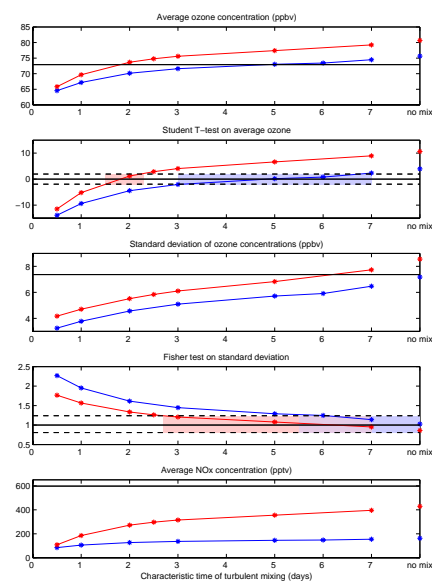 Average ozone concentration (ppbv)
85
80
75
70
65
60
0 1 2 3 4 5 6 7 no mix
Student T−test on average ozone
10
0
−10
0 1 2 3 4 5 6 7 no mix
Standard deviation of ozone concentrations (ppbv)
8
6
4
0 1 2 3 4 5 6 7 no mix
Fisher test on standard deviation
2.5
2
1.5
1
0.5
0 1 2 3 4 5 6 7 no mix
Average NOx concentration (pptv)
600
400
200
0
0 1 2 3 4 5 6 7 no mix
Characteristic time of turbulent mixing (days)